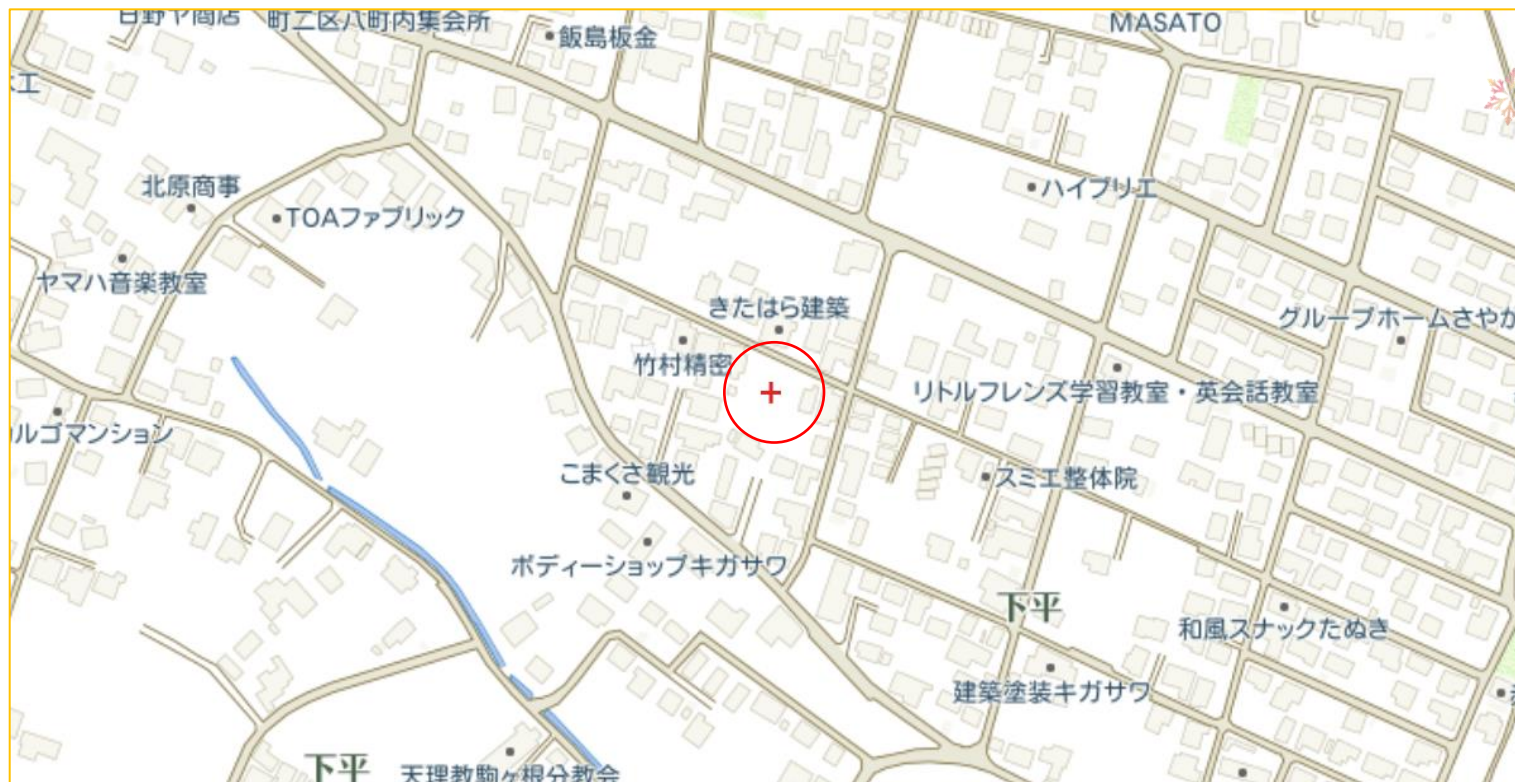 日野や商店
町二区八町内集会所
飯島板金
MASATO
木工
北原商事
TOAファブリック
ハイブリエ
ヤマハ音楽教室
きたはら建築
グループホームさやか
竹村精密
リトルフレンズ学習教室・英会話教室
ルゴマンション
こまくさ観光
スミエ整体院
ボディーショップキガサワ
下平
和風スナックたぬき
建築塗装キガサワ
下平
天理教駒ヶ根分教会